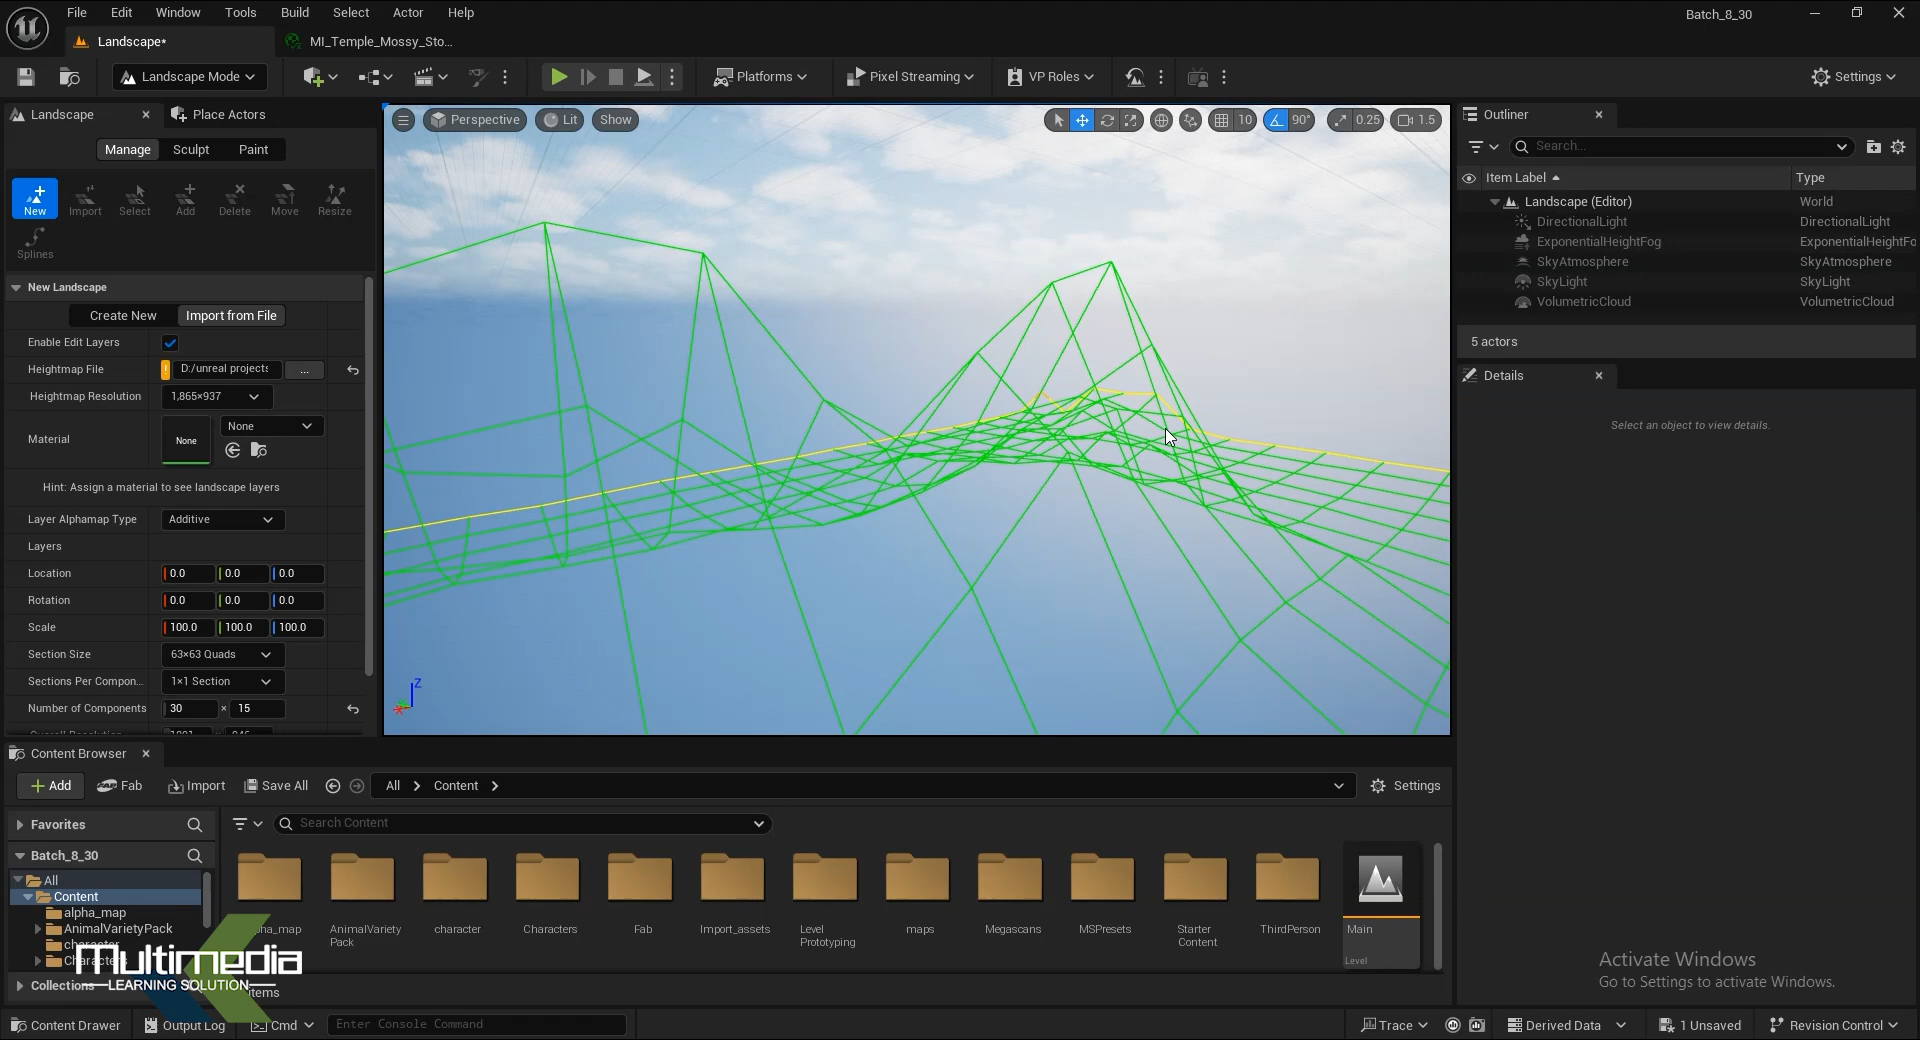 File Edit Window Tools Build Select Actor Help
Batch_8_30
Landscape*
MI_Temple_Mossy_Sto...
Landscape Mode
Platforms
Pixel Streaming
VP Roles
Settings
Landscape
Place Actors
Manage Sculpt Paint
New Import Select Add Delete Move Resize
Splines
New Landscape
Create New Import from File
Enable Edit Layers
Heightmap File D:/unreal projects ...
Heightmap Resolution 1,865×937
Material None None
Hint: Assign a material to see landscape layers
Layer Alphamap Type Additive
Layers
Location 0.0 0.0 0.0
Rotation 0.0 0.0 0.0
Scale 100.0 100.0 100.0
Section Size 63×63 Quads
Sections Per Compon... 1×1 Section
Number of Components 30 × 15
Perspective Lit Show
10 90° 0.25 1.5
Z
Outliner
Search...
Item Label Type
Landscape (Editor) World
DirectionalLight DirectionalLight
ExponentialHeightFog ExponentialHeightFo
SkyAtmosphere SkyAtmosphere
SkyLight SkyLight
VolumetricCloud VolumetricCloud
5 actors
Details
Select an object to view details.
Content Browser
Add Fab Import Save All All Content Settings
Favorites
Search Content
Batch_8_30
All
Content
alpha_map
AnimalVarietyPack
character
Characters
Collections
AnimalVariety Pack
character
Characters
Fab
Import_assets
Level Prototyping
maps
Megascans
MSPresets
Starter Content
ThirdPerson
Main
Level
multimedia
LEARNING SOLUTION
Activate Windows
Go to Settings to activate Windows.
Content Drawer Output Log Cmd Enter Console Command
Trace Derived Data 1 Unsaved Revision Control